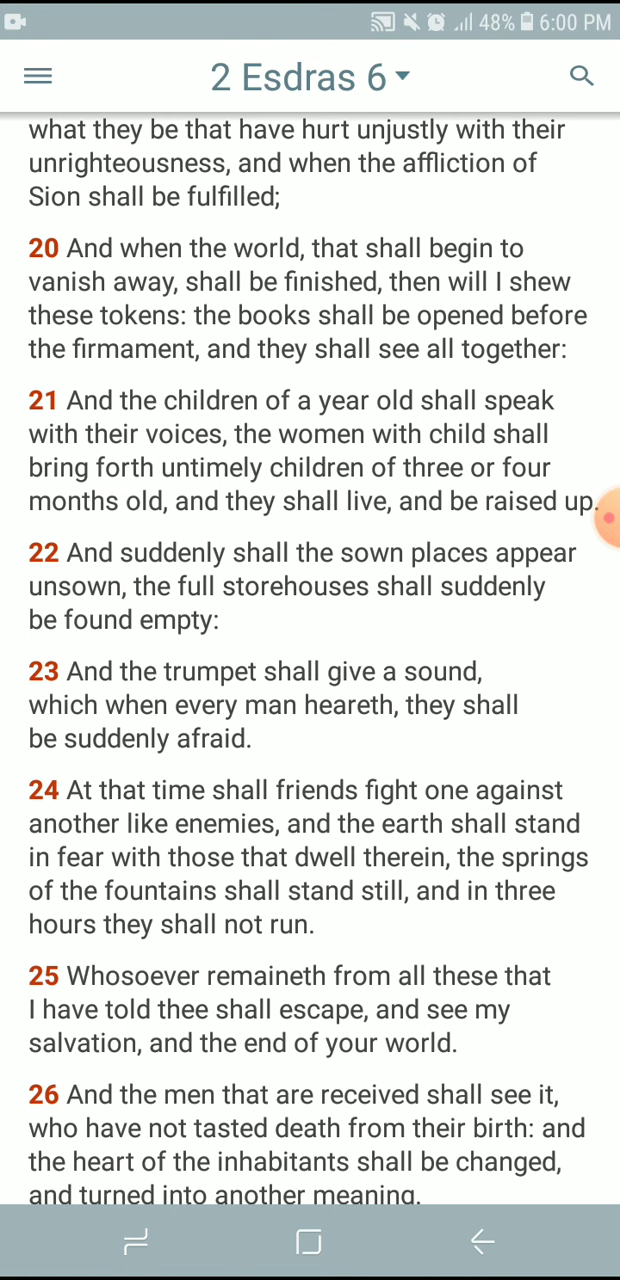 48% 6:00 PM
2 Esdras 6
what they be that have hurt unjustly with their
unrighteousness, and when the affliction of
Sion shall be fulfilled;
20 And when the world, that shall begin to
vanish away, shall be finished, then will I shew
these tokens: the books shall be opened before
the firmament, and they shall see all together:
21 And the children of a year old shall speak
with their voices, the women with child shall
bring forth untimely children of three or four
months old, and they shall live, and be raised up.
22 And suddenly shall the sown places appear
unsown, the full storehouses shall suddenly
be found empty:
23 And the trumpet shall give a sound,
which when every man heareth, they shall
be suddenly afraid.
24 At that time shall friends fight one against
another like enemies, and the earth shall stand
in fear with those that dwell therein, the springs
of the fountains shall stand still, and in three
hours they shall not run.
25 Whosoever remaineth from all these that
I have told thee shall escape, and see my
salvation, and the end of your world.
26 And the men that are received shall see it,
who have not tasted death from their birth: and
the heart of the inhabitants shall be changed,
and turned into another meaning.